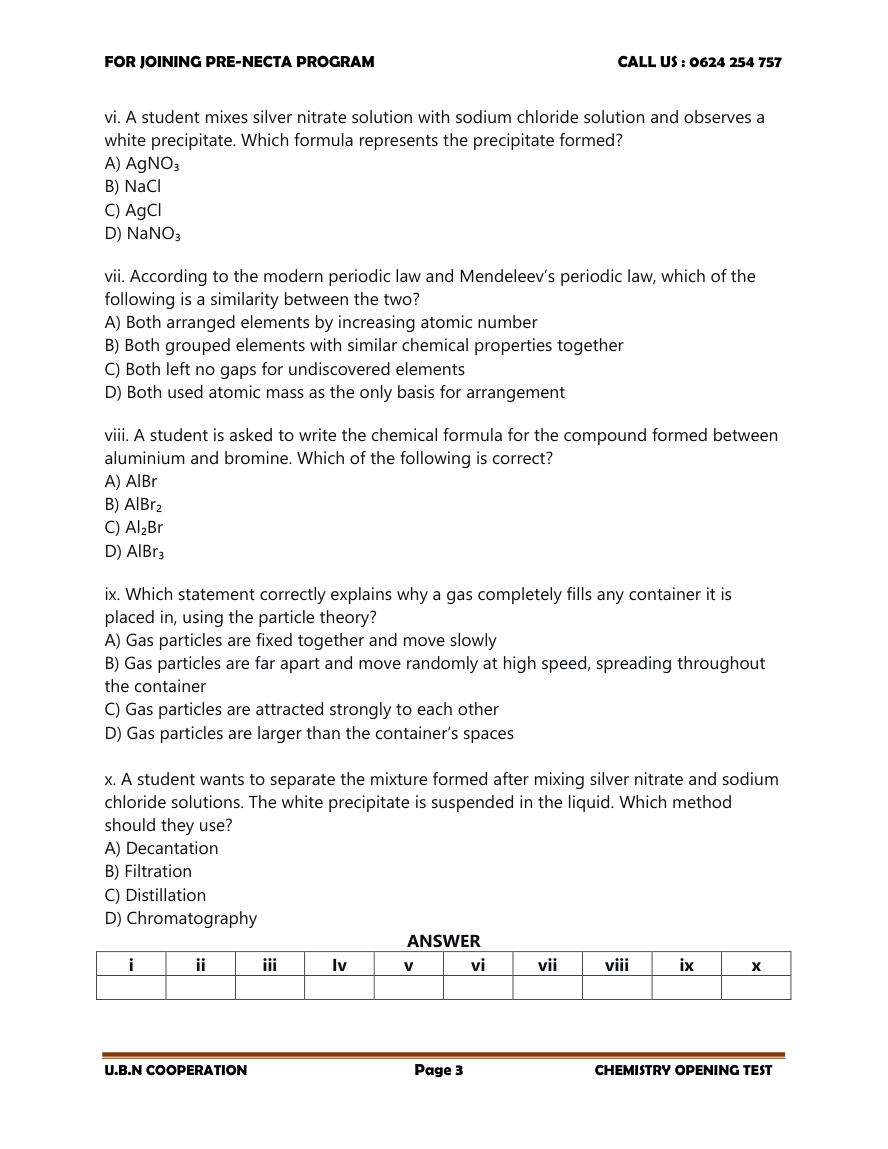 FOR JOINING PRE-NECTA PROGRAM CALL US : 0624 254 757
vi. A student mixes silver nitrate solution with sodium chloride solution and observes a
white precipitate. Which formula represents the precipitate formed?
A) AgNO₃
B) NaCl
C) AgCl
D) NaNO₃
vii. According to the modern periodic law and Mendeleev’s periodic law, which of the
following is a similarity between the two?
A) Both arranged elements by increasing atomic number
B) Both grouped elements with similar chemical properties together
C) Both left no gaps for undiscovered elements
D) Both used atomic mass as the only basis for arrangement
viii. A student is asked to write the chemical formula for the compound formed between
aluminium and bromine. Which of the following is correct?
A) AlBr
B) AlBr₂
C) Al₂Br
D) AlBr₃
ix. Which statement correctly explains why a gas completely fills any container it is
placed in, using the particle theory?
A) Gas particles are fixed together and move slowly
B) Gas particles are far apart and move randomly at high speed, spreading throughout
the container
C) Gas particles are attracted strongly to each other
D) Gas particles are larger than the container’s spaces
x. A student wants to separate the mixture formed after mixing silver nitrate and sodium
chloride solutions. The white precipitate is suspended in the liquid. Which method
should they use?
A) Decantation
B) Filtration
C) Distillation
D) Chromatography
ANSWER
i ii iii lv v vi vii viii ix x
U.B.N COOPERATION Page 3 CHEMISTRY OPENING TEST